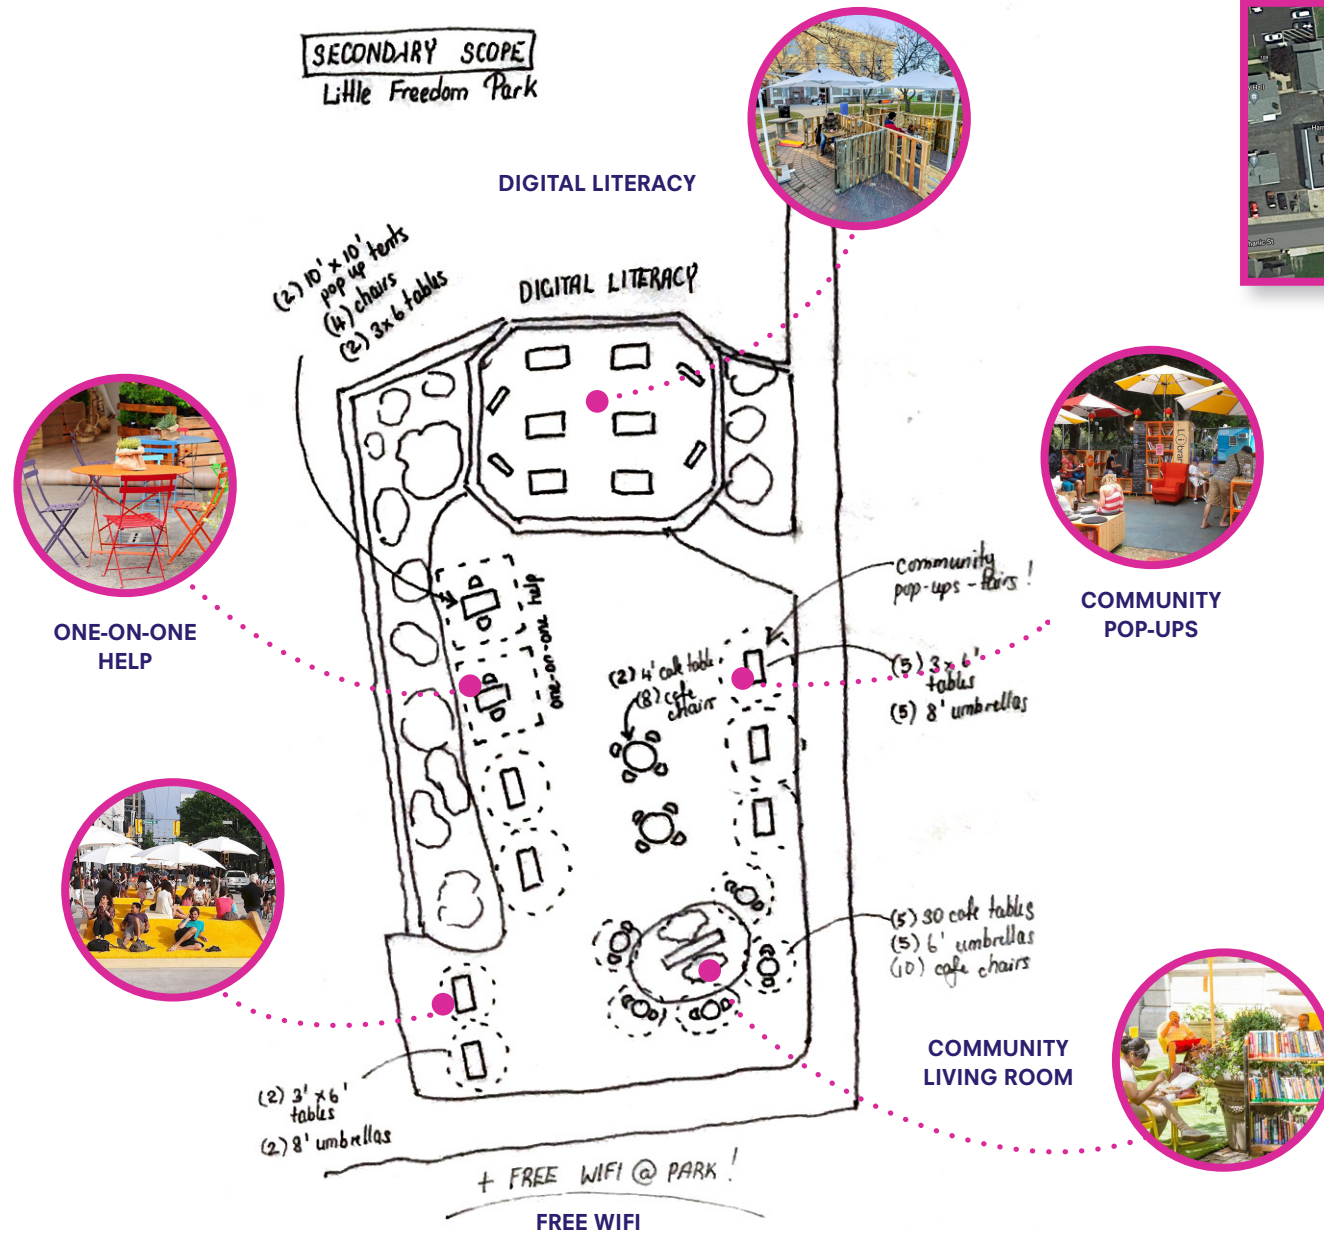 SECONDARY SCOPE
Little Freedom Park
DIGITAL LITERACY
(2) 10' x 10'
pop up tents
(4) chairs
(2) 3x6 tables
DIGITAL LITERACY
ONE-ON-ONE
HELP
one-on-one help
community
pop-ups - fairs!
COMMUNITY
POP-UPS
(2) 4' cafe table
(8) cafe
chairs
(5) 3x6'
tables
(5) 8' umbrellas
(5) 30 cafe tables
(5) 6' umbrellas
(10) cafe chairs
COMMUNITY
LIVING ROOM
(2) 3' x 6'
tables
(2) 8' umbrellas
+ FREE WIFI @ PARK!
FREE WIFI